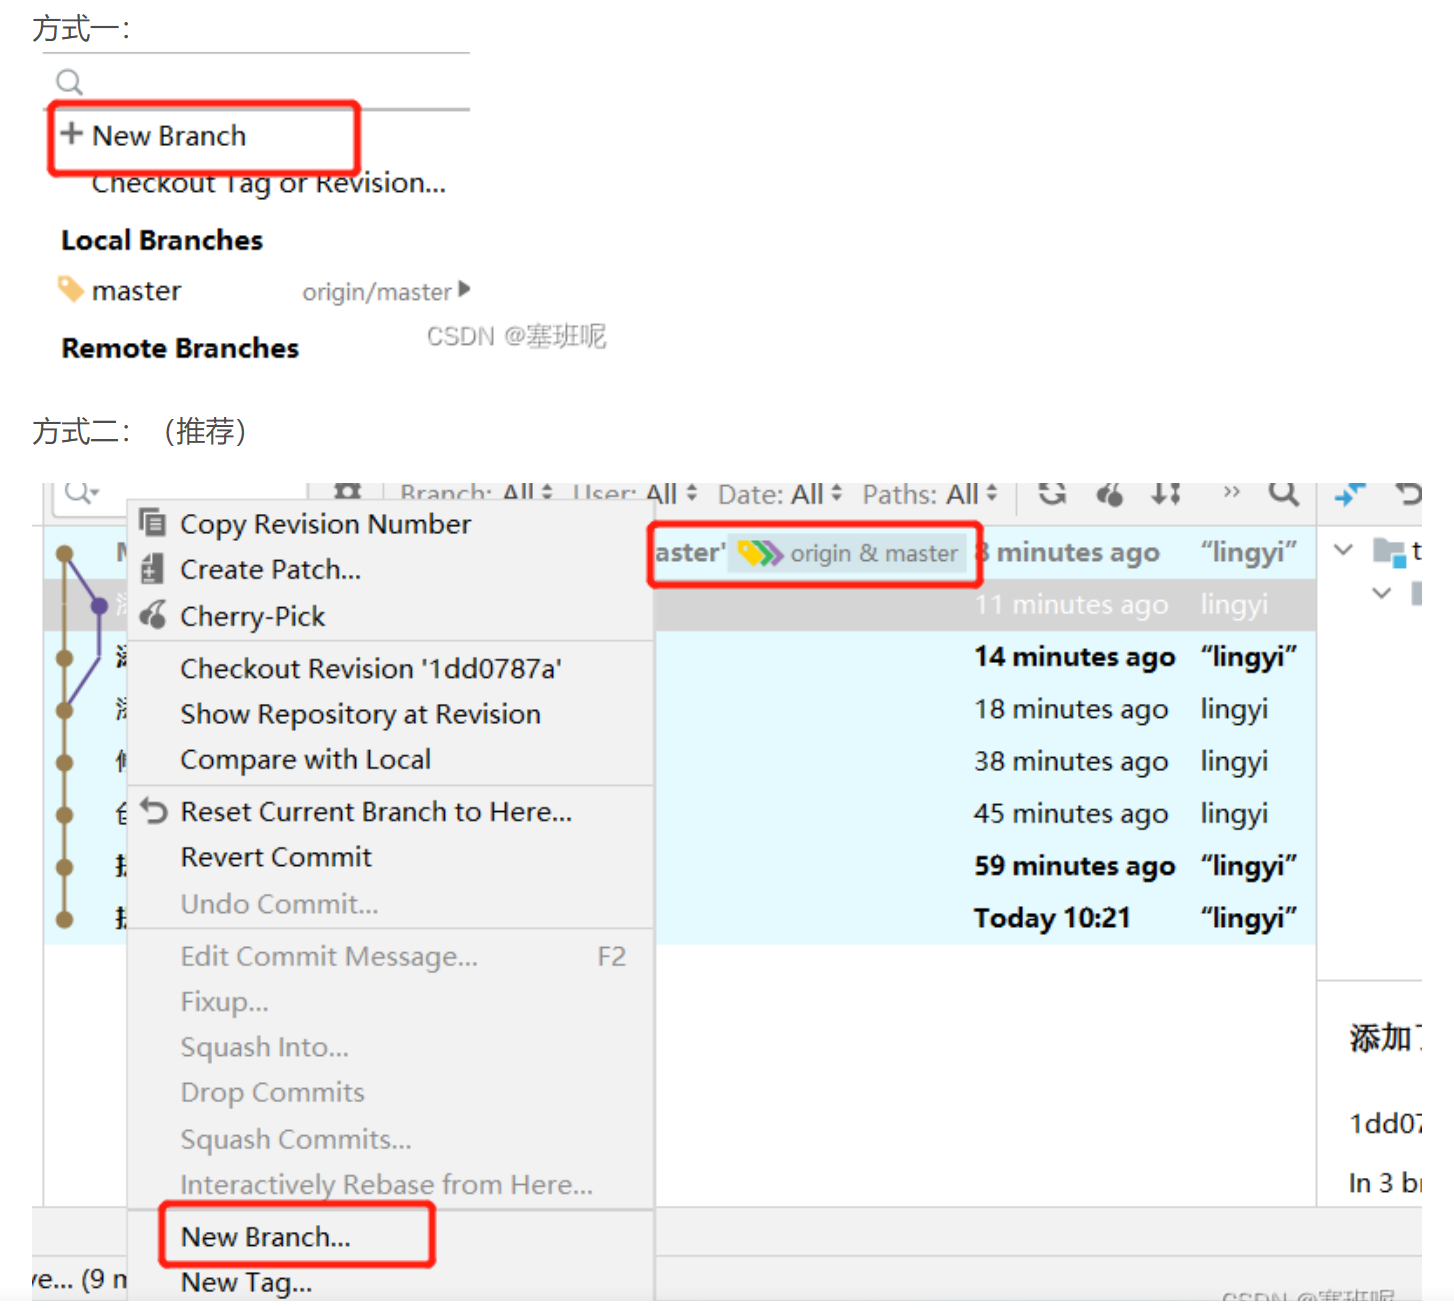 方式一：
New Branch
Checkout Tag or Revision...
Local Branches
master origin/master
CSDN @塞班呢
Remote Branches
方式二：（推荐）
Branch: All User: All Date: All Paths: All
Copy Revision Number
aster' origin & master 8 minutes ago “lingyi”
Create Patch...
11 minutes ago lingyi
Cherry-Pick
14 minutes ago “lingyi”
Checkout Revision '1dd0787a'
Show Repository at Revision
18 minutes ago lingyi
Compare with Local
38 minutes ago lingyi
Reset Current Branch to Here...
45 minutes ago lingyi
Revert Commit
59 minutes ago “lingyi”
Undo Commit...
Today 10:21 “lingyi”
Edit Commit Message... F2
Fixup...
Squash Into...
添加
Drop Commits
1dd07
Squash Commits...
Interactively Rebase from Here...
In 3 br
New Branch...
ve... (9 m
New Tag...
CSDN @塞班呢